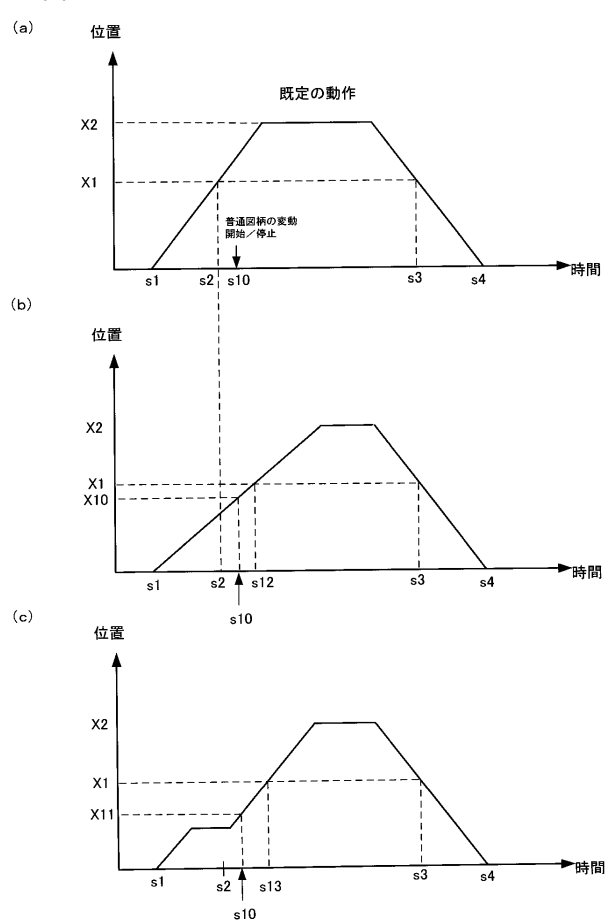 (a)
位置
既定の動作
X2
X1
普通図柄の変動
開始/停止
s1 s2 s10 s3 s4 時間
(b)
位置
X2
X1
X10
s1 s2 s12 s3 s4 時間
s10
(c)
位置
X2
X1
X11
s1 s2 s13 s3 s4 時間
s10